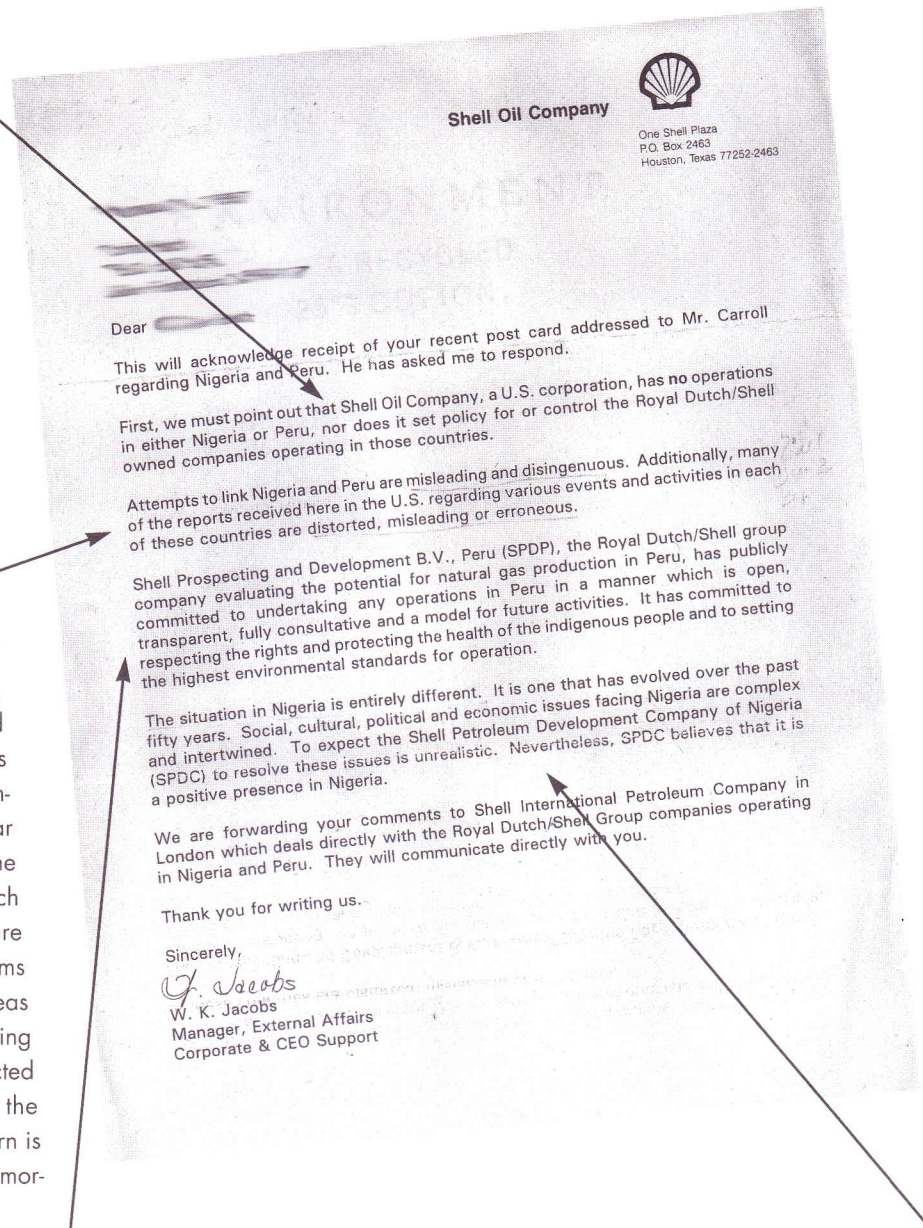 Shell Oil Company
One Shell Plaza
P.O. Box 2463
Houston, Texas 77252-2463
Dear
This will acknowledge receipt of your recent post card addressed to Mr. Carroll
regarding Nigeria and Peru. He has asked me to respond.
First, we must point out that Shell Oil Company, a U.S. corporation, has no operations
in either Nigeria or Peru, nor does it set policy for or control the Royal Dutch/Shell
owned companies operating in those countries.
Attempts to link Nigeria and Peru are misleading and disingenuous. Additionally, many
of the reports received here in the U.S. regarding various events and activities in each
of these countries are distorted, misleading or erroneous.
Shell Prospecting and Development B.V., Peru (SPDP), the Royal Dutch/Shell group
company evaluating the potential for natural gas production in Peru, has publicly
committed to undertaking any operations in Peru in a manner which is open,
transparent, fully consultative and a model for future activities. It has committed to
respecting the rights and protecting the health of the indigenous people and to setting
the highest environmental standards for operation.
The situation in Nigeria is entirely different. It is one that has evolved over the past
fifty years. Social, cultural, political and economic issues facing Nigeria are complex
and intertwined. To expect the Shell Petroleum Development Company of Nigeria
(SPDC) to resolve these issues is unrealistic. Nevertheless, SPDC believes that it is
a positive presence in Nigeria.
We are forwarding your comments to Shell International Petroleum Company in
London which deals directly with the Royal Dutch/Shell Group companies operating
in Nigeria and Peru. They will communicate directly with you.
Thank you for writing us.
Sincerely,
Jacobs
W. K. Jacobs
Manager, External Affairs
Corporate & CEO Support
ar
ne
ch
re
ms
eas
ing
cted
the
rn is
mor-